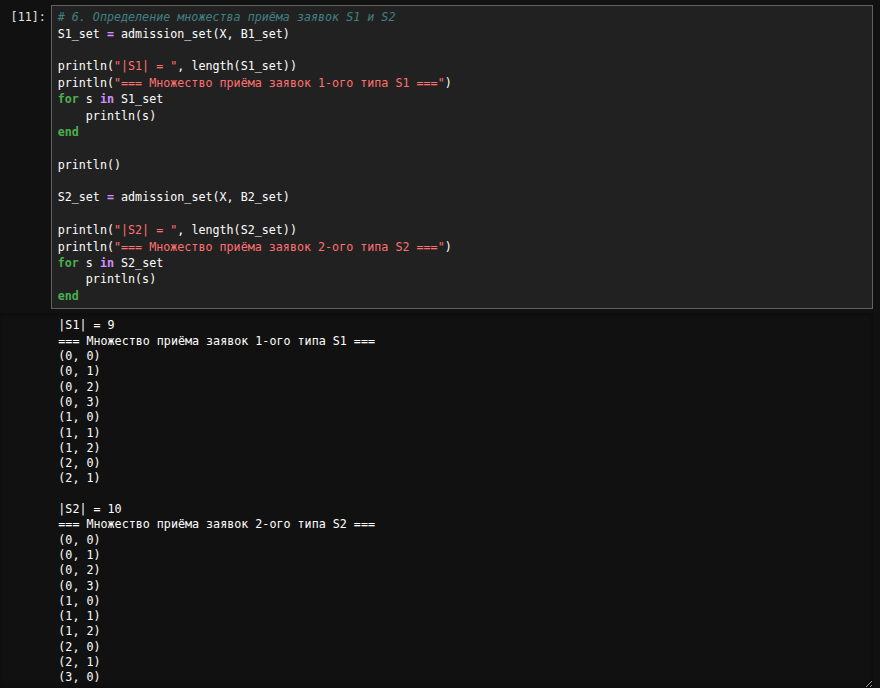 [11]:
# 6. Определение множества приёма заявок S1 и S2
S1_set = admission_set(X, B1_set)
println("|S1| = ", length(S1_set))
println("=== Множество приёма заявок 1-ого типа S1 ===")
for s in S1_set
    println(s)
end
println()
S2_set = admission_set(X, B2_set)
println("|S2| = ", length(S2_set))
println("=== Множество приёма заявок 2-ого типа S2 ===")
for s in S2_set
    println(s)
end
|S1| = 9
=== Множество приёма заявок 1-ого типа S1 ===
(0, 0)
(0, 1)
(0, 2)
(0, 3)
(1, 0)
(1, 1)
(1, 2)
(2, 0)
(2, 1)
|S2| = 10
=== Множество приёма заявок 2-ого типа S2 ===
(0, 0)
(0, 1)
(0, 2)
(0, 3)
(1, 0)
(1, 1)
(1, 2)
(2, 0)
(2, 1)
(3, 0)